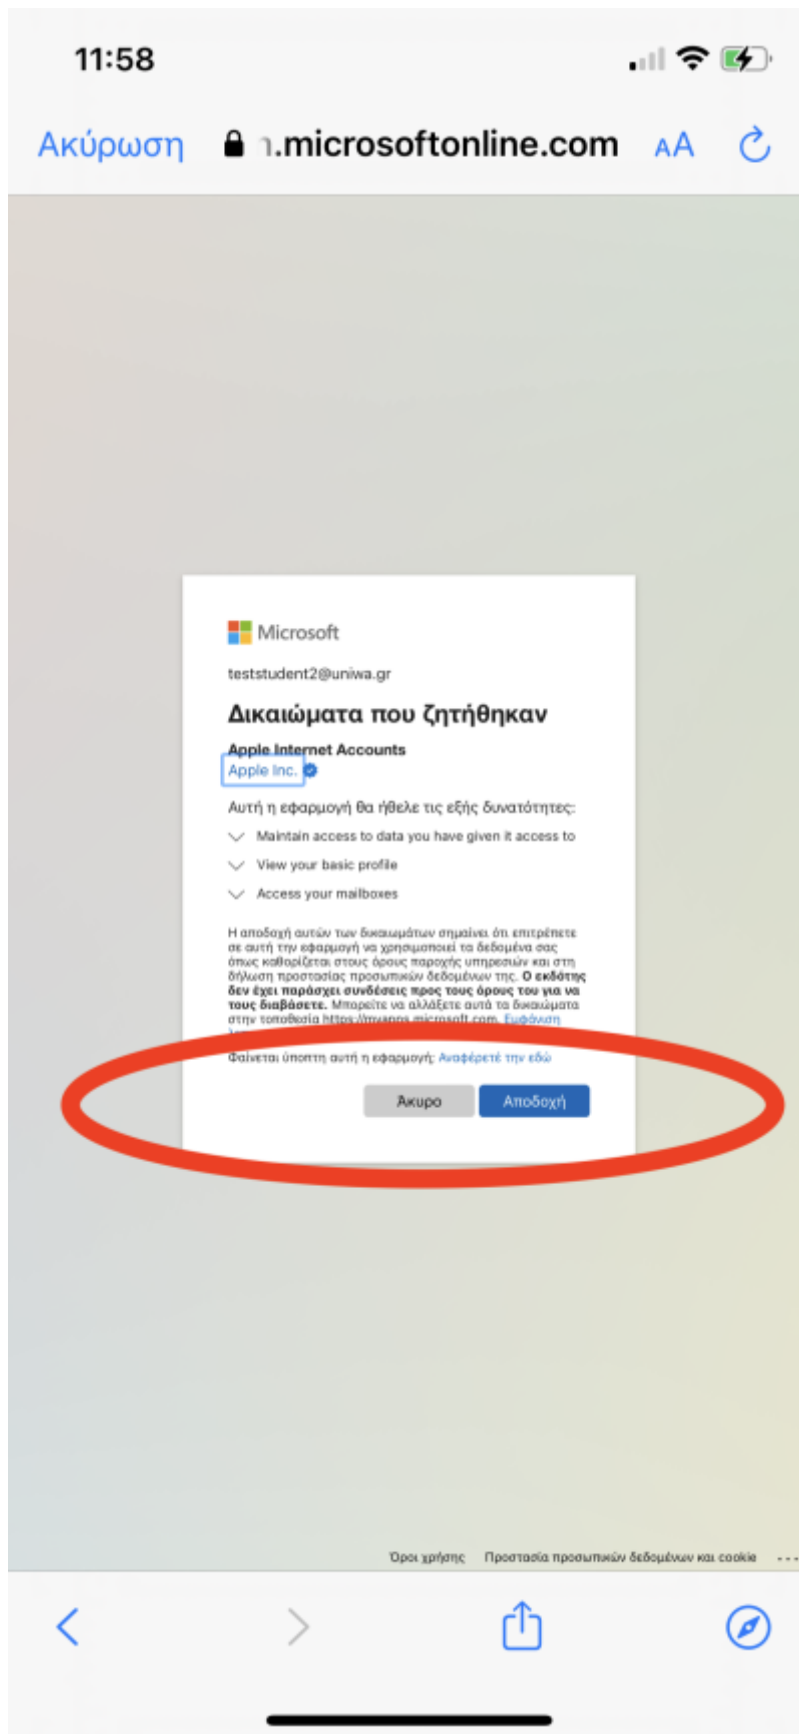 11:58
Ακύρωση
.microsoftonline.com
AA
Microsoft
teststudent2@uniwa.gr
Δικαιώματα που ζητήθηκαν
Apple Internet Accounts
Apple Inc.
Αυτή η εφαρμογή θα ήθελε τις εξής δυνατότητες:
Maintain access to data you have given it access to
View your basic profile
Access your mailboxes
Η αποδοχή αυτών των δικαιωμάτων σημαίνει ότι επιτρέπετε
σε αυτή την εφαρμογή να χρησιμοποιεί τα δεδομένα σας
όπως καθορίζεται στους όρους παροχής υπηρεσιών και στη
δήλωση προστασίας προσωπικών δεδομένων της. Ο εκδότης
δεν έχει παράσχει συνδέσεις προς τους όρους του για να
τους διαβάσετε. Μπορείτε να αλλάξετε αυτά τα δικαιώματα
στην τοποθεσία https://myapps.microsoft.com. Εμφάνιση
Φαίνεται ύποπτη αυτή η εφαρμογή; Αναφέρετέ την εδώ
Άκυρο
Αποδοχή
Όροι χρήσης
Προστασία προσωπικών δεδομένων και cookie
...